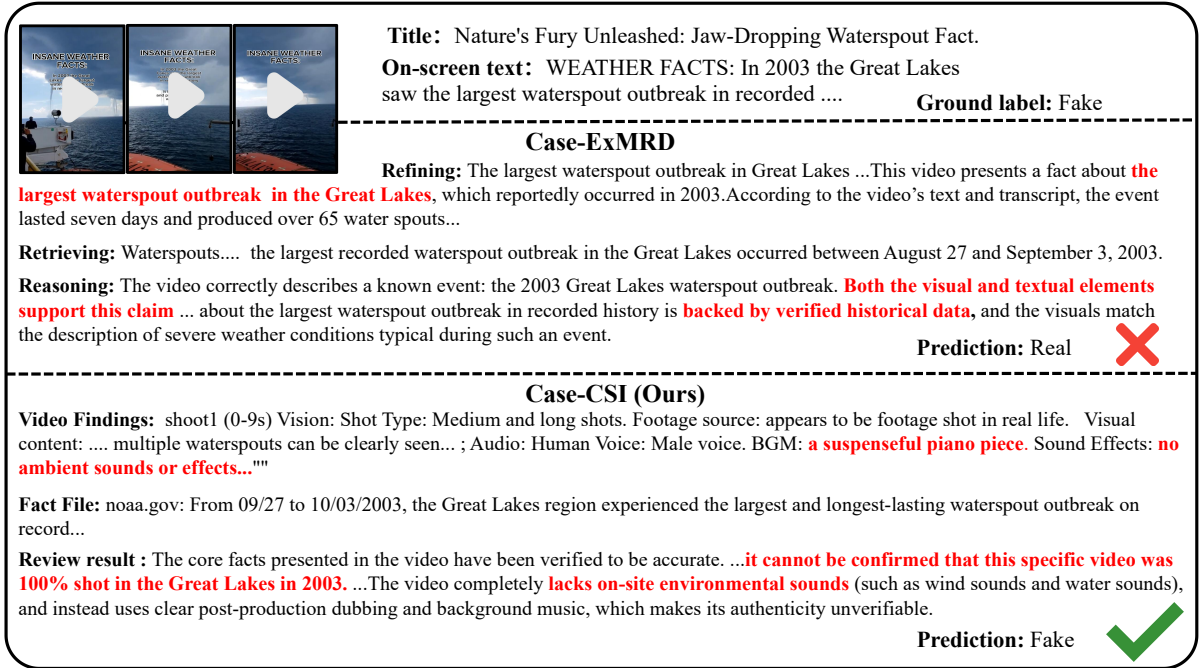 INSANE WEATHER
FACTS:
INSANE WEATHER
FACTS:
INSANE WEATHER
FACTS:
Title: Nature's Fury Unleashed: Jaw-Dropping Waterspout Fact.
On-screen text: WEATHER FACTS: In 2003 the Great Lakes
saw the largest waterspout outbreak in recorded ....
Ground label: Fake
Case-ExMRD
Refining: The largest waterspout outbreak in Great Lakes ...This video presents a fact about the
largest waterspout outbreak in the Great Lakes, which reportedly occurred in 2003.According to the video's text and transcript, the event
lasted seven days and produced over 65 water spouts...
Retrieving: Waterspouts.... the largest recorded waterspout outbreak in the Great Lakes occurred between August 27 and September 3, 2003.
Reasoning: The video correctly describes a known event: the 2003 Great Lakes waterspout outbreak. Both the visual and textual elements
support this claim ... about the largest waterspout outbreak in recorded history is backed by verified historical data, and the visuals match
the description of severe weather conditions typical during such an event.
Prediction: Real
Case-CSI (Ours)
Video Findings: shoot1 (0-9s) Vision: Shot Type: Medium and long shots. Footage source: appears to be footage shot in real life. Visual
content: .... multiple waterspouts can be clearly seen... ; Audio: Human Voice: Male voice. BGM: a suspenseful piano piece. Sound Effects: no
ambient sounds or effects...""
Fact File: noaa.gov: From 09/27 to 10/03/2003, the Great Lakes region experienced the largest and longest-lasting waterspout outbreak on
record...
Review result : The core facts presented in the video have been verified to be accurate. ...it cannot be confirmed that this specific video was
100% shot in the Great Lakes in 2003. ...The video completely lacks on-site environmental sounds (such as wind sounds and water sounds),
and instead uses clear post-production dubbing and background music, which makes its authenticity unverifiable.
Prediction: Fake